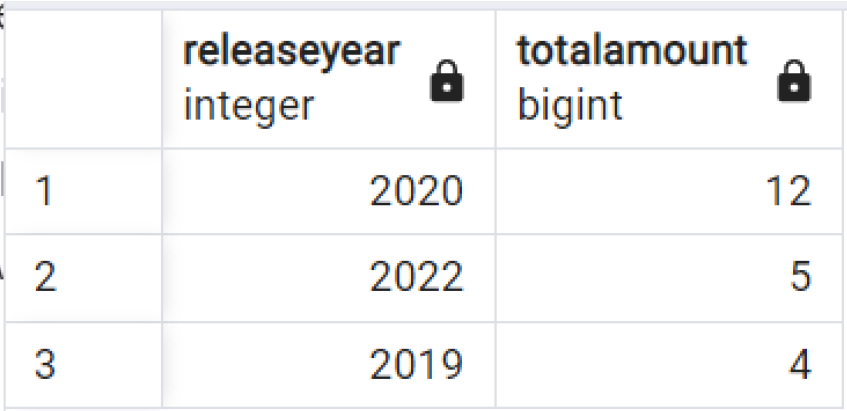 releaseyear totalamount
integer bigint
1 2020 12
2 2022 5
3 2019 4